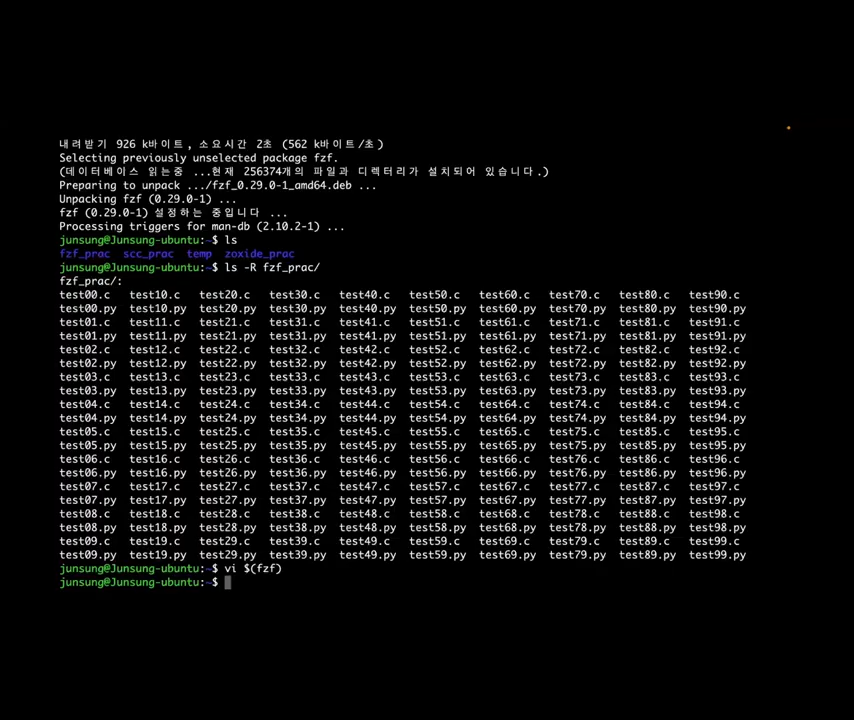 내려받기 926 k바이트, 소요시간 2초 (562 k바이트/초)
Selecting previously unselected package fzf.
(데이터베이스 읽는중 ...현재 256374개의 파일과 디렉터리가 설치되어 있습니다.)
Preparing to unpack .../fzf_0.29.0-1_amd64.deb ...
Unpacking fzf (0.29.0-1) ...
fzf (0.29.0-1) 설정하는 중입니다 ...
Processing triggers for man-db (2.10.2-1) ...
junsung@Junsung-ubuntu:~$ ls
fzf_prac  scc_prac  temp  zoxide_prac
junsung@Junsung-ubuntu:~$ ls -R fzf_prac/
fzf_prac/:
test00.c   test10.c   test20.c   test30.c   test40.c   test50.c   test60.c   test70.c   test80.c   test90.c
test00.py  test10.py  test20.py  test30.py  test40.py  test50.py  test60.py  test70.py  test80.py  test90.py
test01.c   test11.c   test21.c   test31.c   test41.c   test51.c   test61.c   test71.c   test81.c   test91.c
test01.py  test11.py  test21.py  test31.py  test41.py  test51.py  test61.py  test71.py  test81.py  test91.py
test02.c   test12.c   test22.c   test32.c   test42.c   test52.c   test62.c   test72.c   test82.c   test92.c
test02.py  test12.py  test22.py  test32.py  test42.py  test52.py  test62.py  test72.py  test82.py  test92.py
test03.c   test13.c   test23.c   test33.c   test43.c   test53.c   test63.c   test73.c   test83.c   test93.c
test03.py  test13.py  test23.py  test33.py  test43.py  test53.py  test63.py  test73.py  test83.py  test93.py
test04.c   test14.c   test24.c   test34.c   test44.c   test54.c   test64.c   test74.c   test84.c   test94.c
test04.py  test14.py  test24.py  test34.py  test44.py  test54.py  test64.py  test74.py  test84.py  test94.py
test05.c   test15.c   test25.c   test35.c   test45.c   test55.c   test65.c   test75.c   test85.c   test95.c
test05.py  test15.py  test25.py  test35.py  test45.py  test55.py  test65.py  test75.py  test85.py  test95.py
test06.c   test16.c   test26.c   test36.c   test46.c   test56.c   test66.c   test76.c   test86.c   test96.c
test06.py  test16.py  test26.py  test36.py  test46.py  test56.py  test66.py  test76.py  test86.py  test96.py
test07.c   test17.c   test27.c   test37.c   test47.c   test57.c   test67.c   test77.c   test87.c   test97.c
test07.py  test17.py  test27.py  test37.py  test47.py  test57.py  test67.py  test77.py  test87.py  test97.py
test08.c   test18.c   test28.c   test38.c   test48.c   test58.c   test68.c   test78.c   test88.c   test98.c
test08.py  test18.py  test28.py  test38.py  test48.py  test58.py  test68.py  test78.py  test88.py  test98.py
test09.c   test19.c   test29.c   test39.c   test49.c   test59.c   test69.c   test79.c   test89.c   test99.c
test09.py  test19.py  test29.py  test39.py  test49.py  test59.py  test69.py  test79.py  test89.py  test99.py
junsung@Junsung-ubuntu:~$ vi $(fzf)
junsung@Junsung-ubuntu:~$